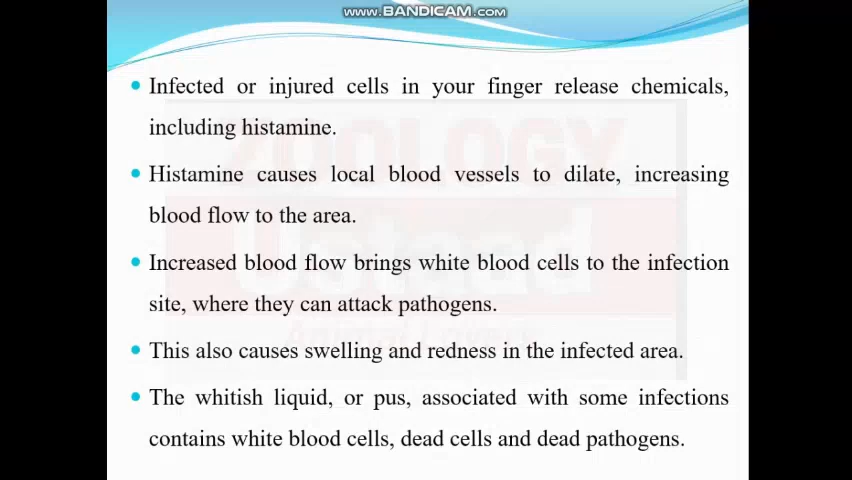 www.BANDICAM.com
Infected or injured cells in your finger release chemicals,
including histamine.
ZOOLOGY
Histamine causes local blood vessels to dilate, increasing
blood flow to the area.
Ustaad
Increased blood flow brings white blood cells to the infection
site, where they can attack pathogens.
Animal
This also causes swelling and redness in the infected area.
The whitish liquid, or pus, associated with some infections
contains white blood cells, dead cells and dead pathogens.